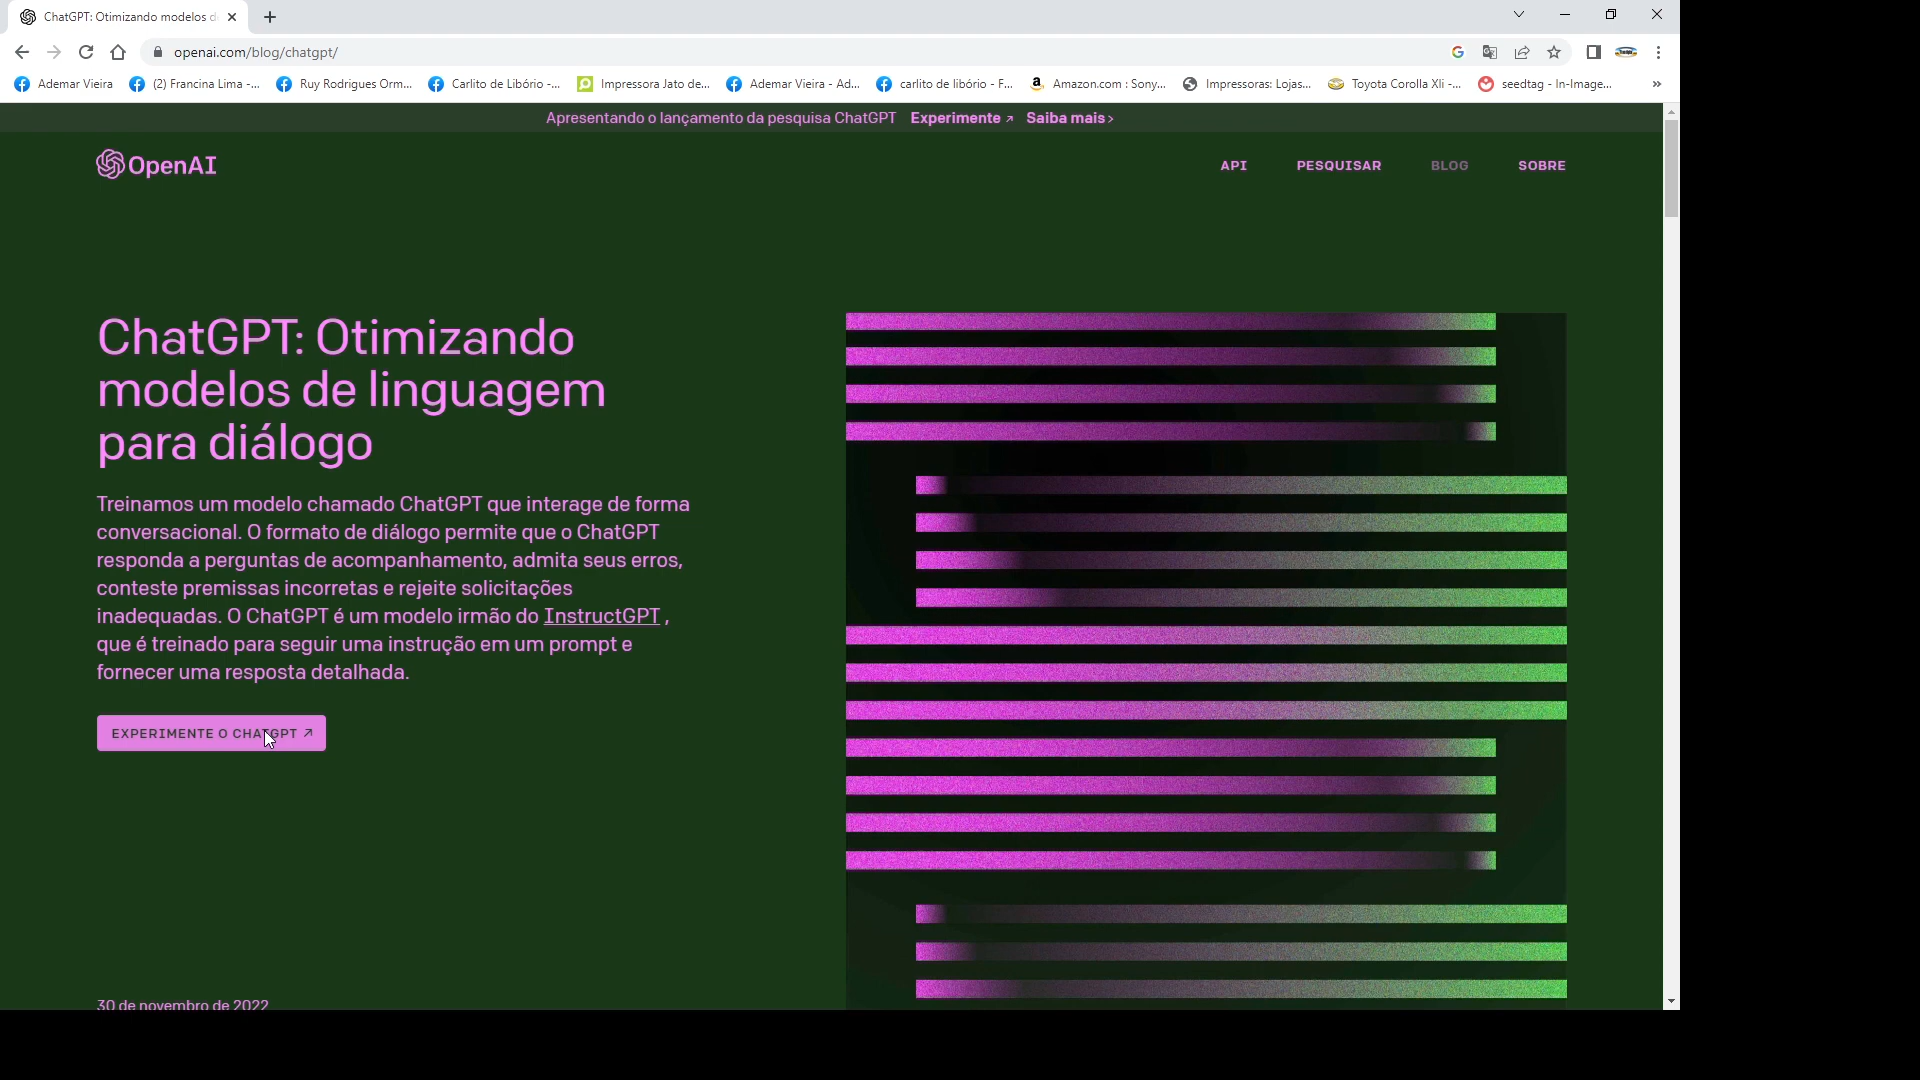 ChatGPT: Otimizando modelos d
openai.com/blog/chatgpt/
Ademar Vieira
(2) Francina Lima -...
Ruy Rodrigues Orm...
Carlito de Libório -...
Impressora Jato de...
Ademar Vieira - Ad...
carlito de libório - F...
Amazon.com : Sony...
Impressoras: Lojas...
Toyota Corolla Xli -...
seedtag - In-Image...
Apresentando o lançamento da pesquisa ChatGPT Experimente ↗ Saiba mais ›
OpenAI
API PESQUISAR BLOG SOBRE
ChatGPT: Otimizando
modelos de linguagem
para diálogo
Treinamos um modelo chamado ChatGPT que interage de forma
conversacional. O formato de diálogo permite que o ChatGPT
responda a perguntas de acompanhamento, admita seus erros,
conteste premissas incorretas e rejeite solicitações
inadequadas. O ChatGPT é um modelo irmão do InstructGPT ,
que é treinado para seguir uma instrução em um prompt e
fornecer uma resposta detalhada.
EXPERIMENTE O CHATGPT ↗
30 de novembro de 2022